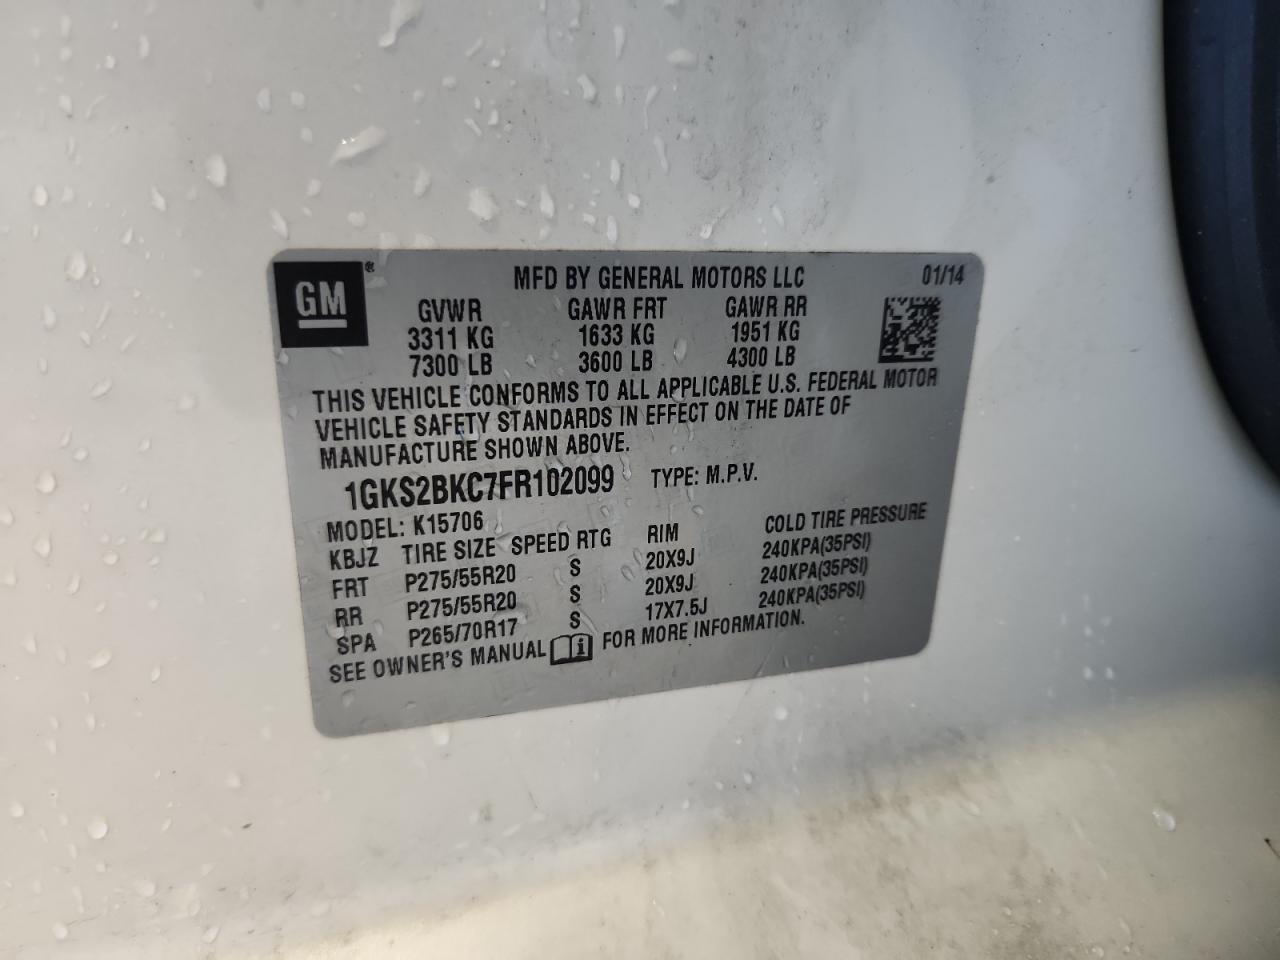 GM®
MFD BY GENERAL MOTORS LLC 01/14
GVWR GAWR FRT GAWR RR
3311 KG 1633 KG 1951 KG
7300 LB 3600 LB 4300 LB
THIS VEHICLE CONFORMS TO ALL APPLICABLE U.S. FEDERAL MOTOR
VEHICLE SAFETY STANDARDS IN EFFECT ON THE DATE OF
MANUFACTURE SHOWN ABOVE.
1GKS2BKC7FR102099 TYPE: M.P.V.
MODEL: K15706
KBJZ TIRE SIZE SPEED RTG RIM COLD TIRE PRESSURE
FRT P275/55R20 S 20X9J 240KPA(35PSI)
RR P275/55R20 S 20X9J 240KPA(35PSI)
SPA P265/70R17 S 17X7.5J 240KPA(35PSI)
SEE OWNER'S MANUAL i FOR MORE INFORMATION.